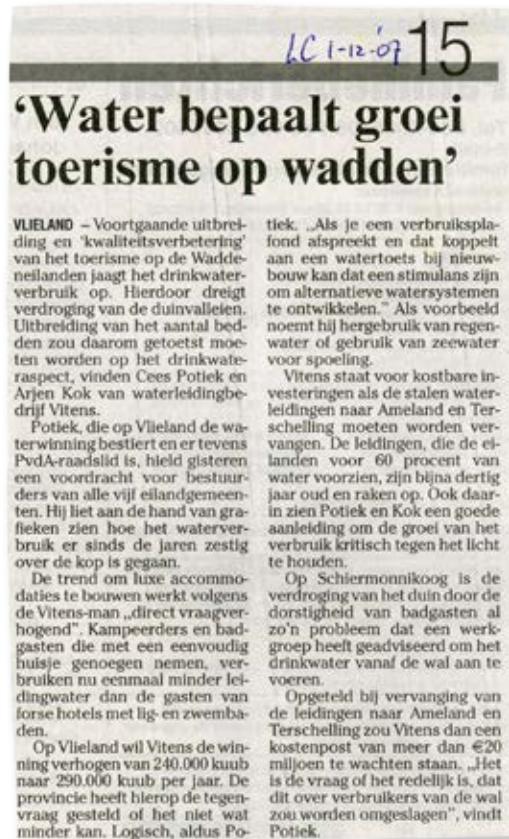 LC 1-12-'07 15
'Water bepaalt groei
toerisme op wadden'
VLIELAND – Voortgaande uitbrei-
ding en 'kwaliteitsverbetering'
van het toerisme op de Wadde-
neilanden jaagt het drinkwater-
verbruik op. Hierdoor dreigt
verdroging van de duinvalleien.
Uitbreiding van het aantal bed-
den zou daarom getoetst moe-
ten worden op het drinkwate-
raspect, vinden Cees Potiek en
Arjen Kok van waterleidingbe-
drijf Vitens.
Potiek, die op Vlieland de wa-
terwinning bestiert en er tevens
PvdA-raadslid is, hield gisteren
een voordracht voor bestuur-
ders van alle vijf eilandgemeen-
ten. Hij liet aan de hand van gra-
fieken zien hoe het waterver-
bruik er sinds de jaren zestig
over de kop is gegaan.
De trend om luxe accommo-
daties te bouwen werkt volgens
de Vitens-man „direct vraagver-
hogend”. Kampeerders en bad-
gasten die met een eenvoudig
huisje genoegen nemen, ver-
bruiken nu eenmaal minder lei-
dingwater dan de gasten van
forse hotels met lig- en zwemba-
den.
Op Vlieland wil Vitens de win-
ning verhogen van 240.000 kuub
naar 290.000 kuub per jaar. De
provincie heeft hierop de tegen-
vraag gesteld of het niet wat
minder kan. Logisch, aldus Po-
tiek. „Als je een verbruikspla-
fond afspreekt en dat koppelt
aan een watertoets bij nieuw-
bouw kan dat een stimulans zijn
om alternatieve watersystemen
te ontwikkelen.” Als voorbeeld
noemt hij hergebruik van regen-
water of gebruik van zeewater
voor spoeling.
Vitens staat voor kostbare in-
vesteringen als de stalen water-
leidingen naar Ameland en Ter-
schelling moeten worden ver-
vangen. De leidingen, die de ei-
landen voor 60 procent van
water voorzien, zijn bijna dertig
jaar oud en raken op. Ook daar-
in zien Potiek en Kok een goede
aanleiding om de groei van het
verbruik kritisch tegen het licht
te houden.
Op Schiermonnikoog is de
verdroging van het duin door de
dorstigheid van badgasten al
zo'n probleem dat een werk-
groep heeft geadviseerd om het
drinkwater vanaf de wal aan te
voeren.
Opgeteld bij vervanging van
de leidingen naar Ameland en
Terschelling zou Vitens dan een
kostenpost van meer dan €20
miljoen te wachten staan. „Het
is de vraag of het redelijk is, dat
dit over verbruikers van de wal
zou worden omgeslagen”, vindt
Potiek.